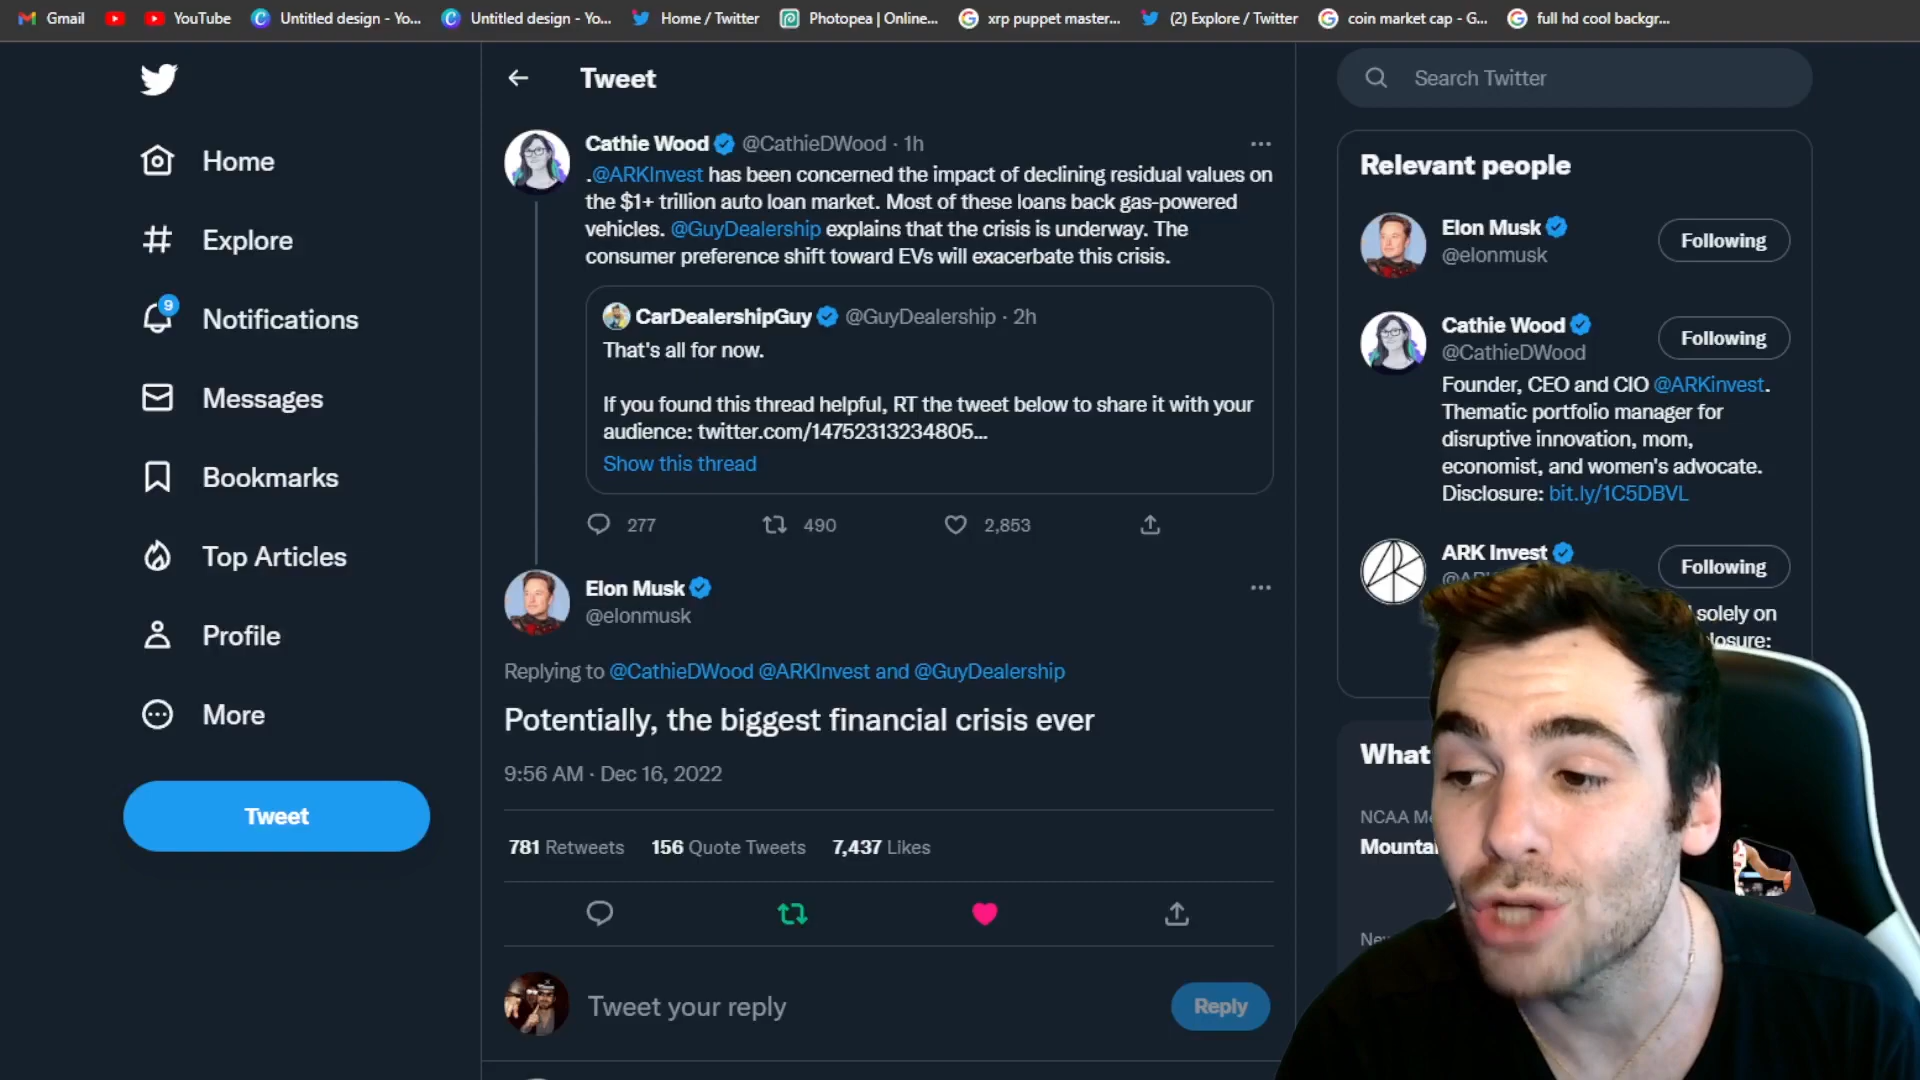 Gmail
YouTube
Untitled design - Yo...
Untitled design - Yo...
Home / Twitter
Photopea | Online...
xrp puppet master...
(2) Explore / Twitter
coin market cap - G...
full hd cool backgr...
Home
Explore
9
Notifications
Messages
Bookmarks
Top Articles
Profile
More
Tweet
Tweet
Cathie Wood @CathieDWood · 1h
.@ARKInvest has been concerned the impact of declining residual values on
the $1+ trillion auto loan market. Most of these loans back gas-powered
vehicles. @GuyDealership explains that the crisis is underway. The
consumer preference shift toward EVs will exacerbate this crisis.
CarDealershipGuy @GuyDealership · 2h
That's all for now.
If you found this thread helpful, RT the tweet below to share it with your
audience: twitter.com/14752313234805...
Show this thread
277 490 2,853
Elon Musk
@elonmusk
Replying to @CathieDWood @ARKInvest and @GuyDealership
Potentially, the biggest financial crisis ever
9:56 AM · Dec 16, 2022
781 Retweets 156 Quote Tweets 7,437 Likes
Tweet your reply
Reply
Search Twitter
Relevant people
Elon Musk
@elonmusk
Following
Cathie Wood
@CathieDWood
Following
Founder, CEO and CIO @ARKinvest.
Thematic portfolio manager for
disruptive innovation, mom,
economist, and women's advocate.
Disclosure: bit.ly/1C5DBVL
ARK Invest
Following
solely on
What
NCAA